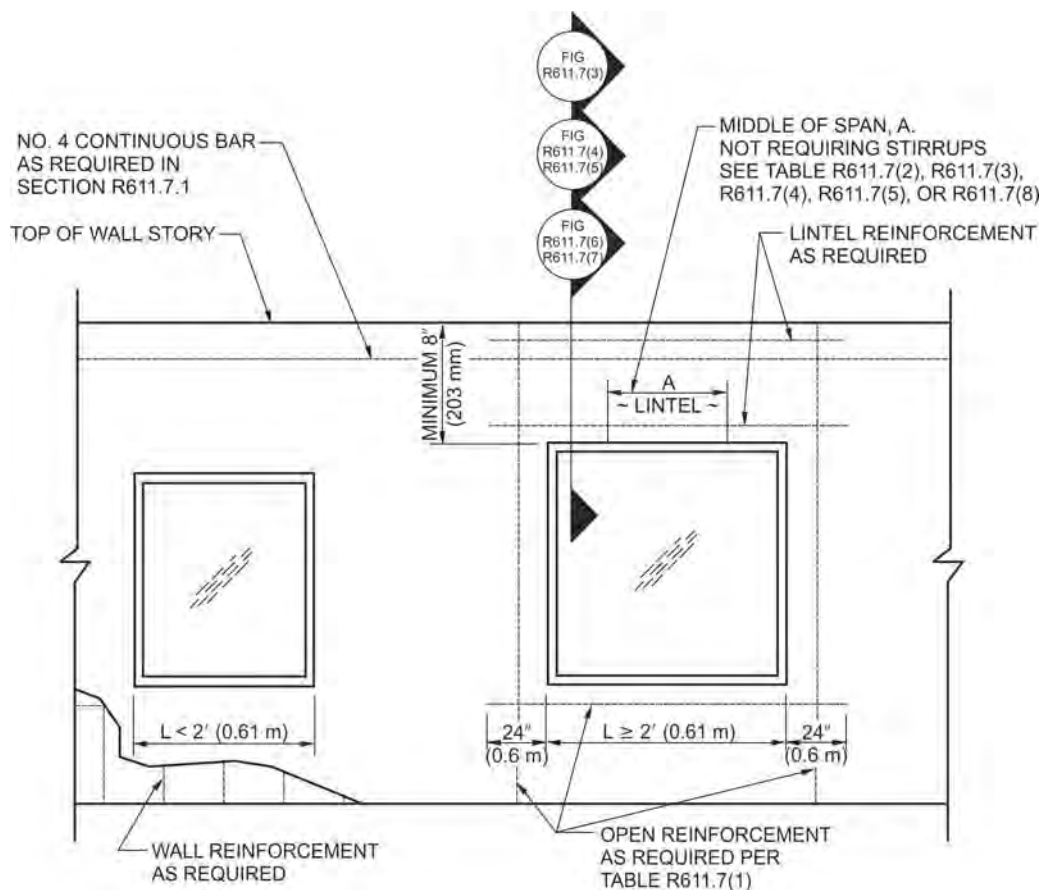 FIG
R611.7(3)
FIG
R611.7(4)
R611.7(5)
FIG
R611.7(6)
R611.7(7)
NO. 4 CONTINUOUS BAR
AS REQUIRED IN
SECTION R611.7.1
TOP OF WALL STORY
MIDDLE OF SPAN, A.
NOT REQUIRING STIRRUPS
SEE TABLE R611.7(2), R611.7(3),
R611.7(4), R611.7(5), OR R611.7(8)
LINTEL REINFORCEMENT
AS REQUIRED
MINIMUM 8"
(203 mm)
A
~ LINTEL ~
L < 2' (0.61 m)
24"
(0.6 m)
L ≥ 2' (0.61 m)
24"
(0.6 m)
WALL REINFORCEMENT
AS REQUIRED
OPEN REINFORCEMENT
AS REQUIRED PER
TABLE R611.7(1)